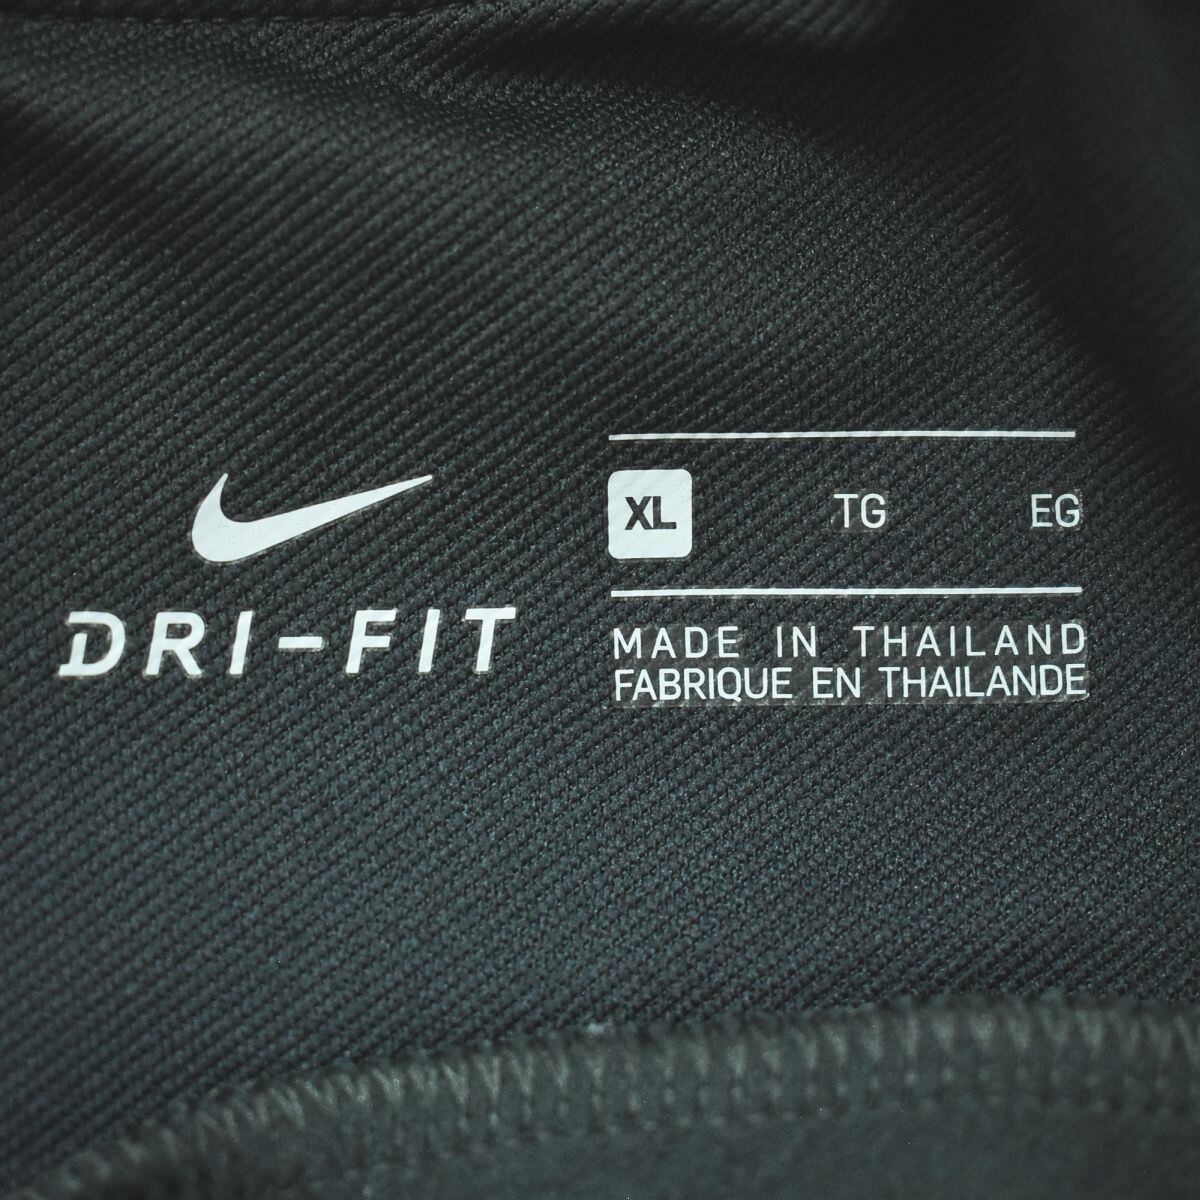 DRI-FIT
XL TG EG
MADE IN THAILAND
FABRIQUE EN THAILANDE